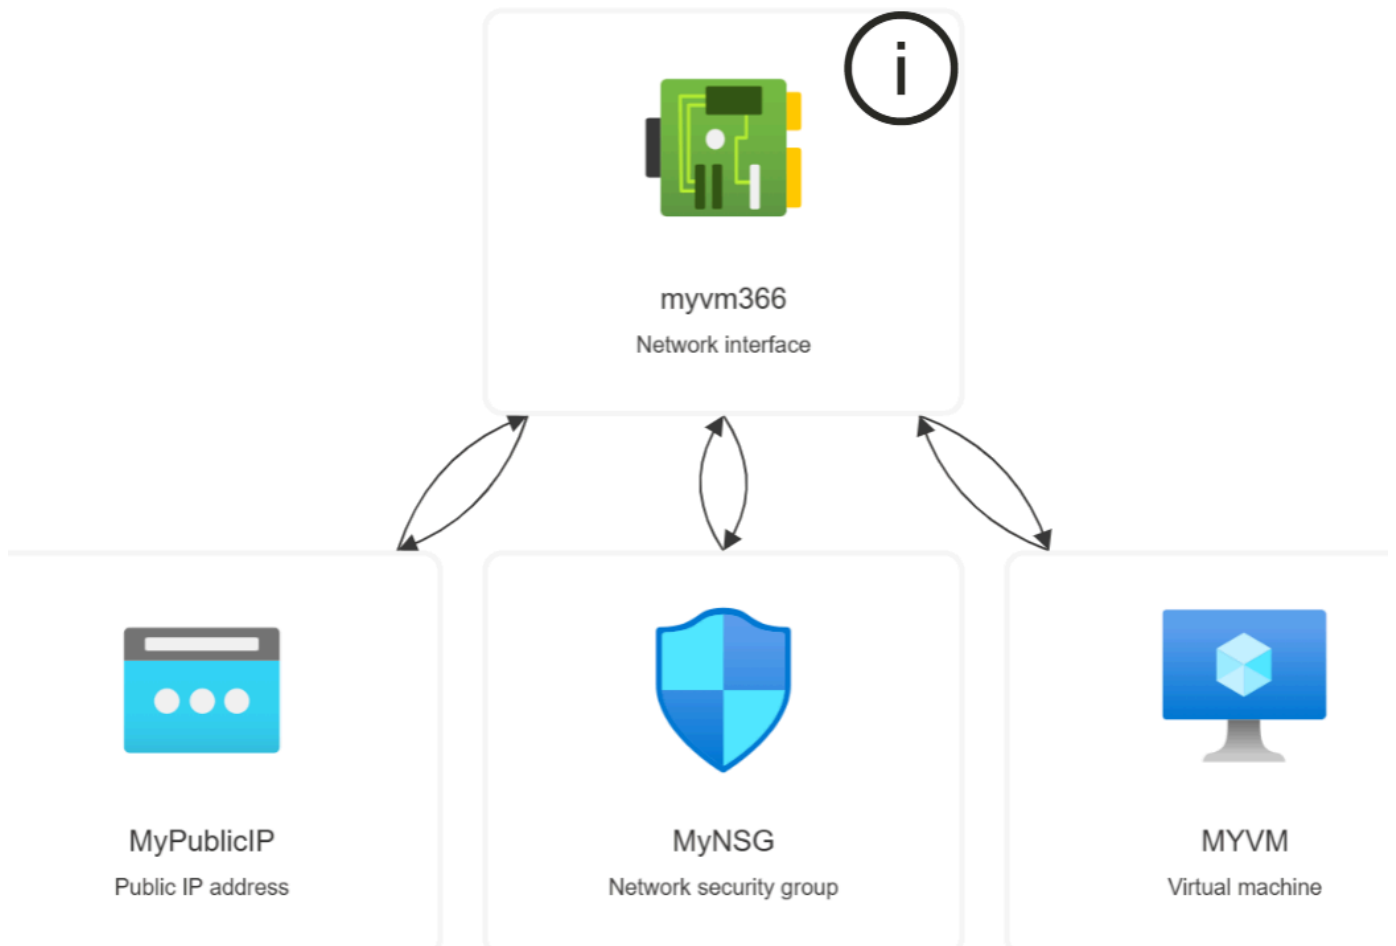 i
myvm366
Network interface
MyPublicIP
Public IP address
MyNSG
Network security group
MYVM
Virtual machine